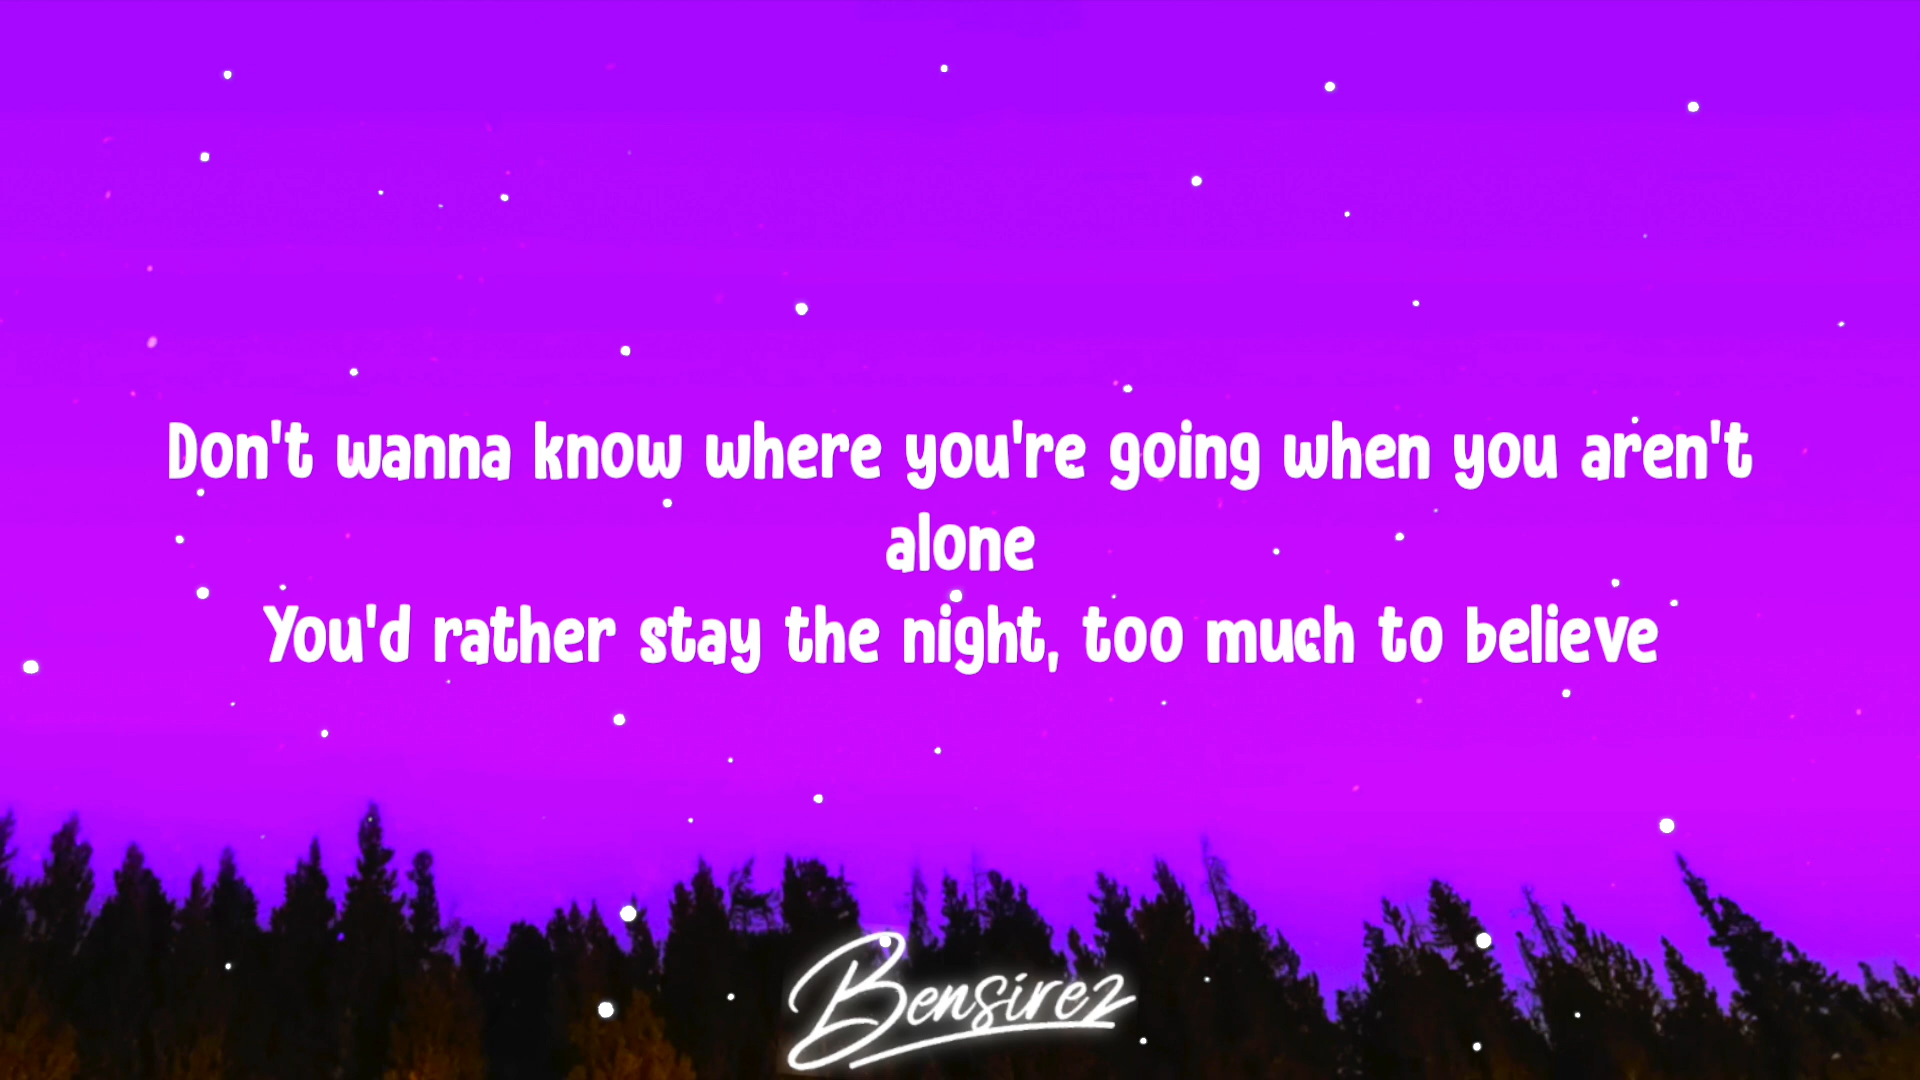 Don't wanna know where you're going when you aren't
alone
You'd rather stay the night, too much to believe
Bensirez